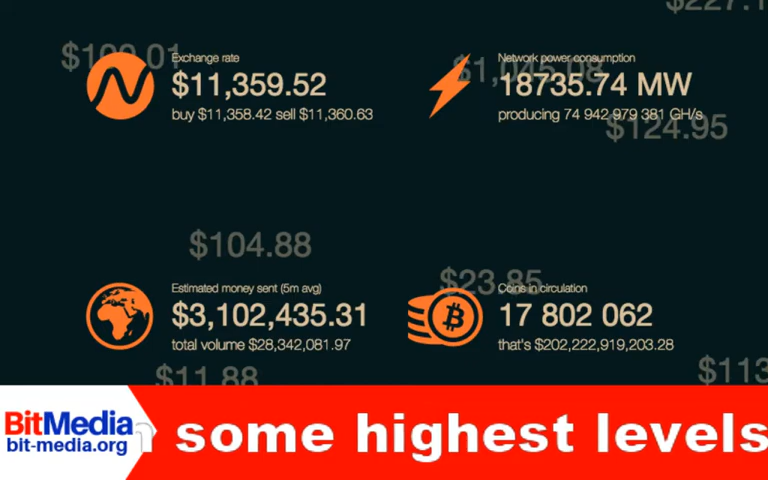 $227.1
$109.01
Exchange rate
$11,359.52
buy $11,358.42 sell $11,360.63
Network power consumption
18735.74 MW
producing 74 942 979 381 GH/s
$124.95
$104.88
$23.85
Estimated money sent (5m avg)
$3,102,435.31
total volume $28,342,081.97
Coins in circulation
17 802 062
that's $202,222,919,203.28
$11.88
$113
BitMedia
bit-media.org
some highest levels